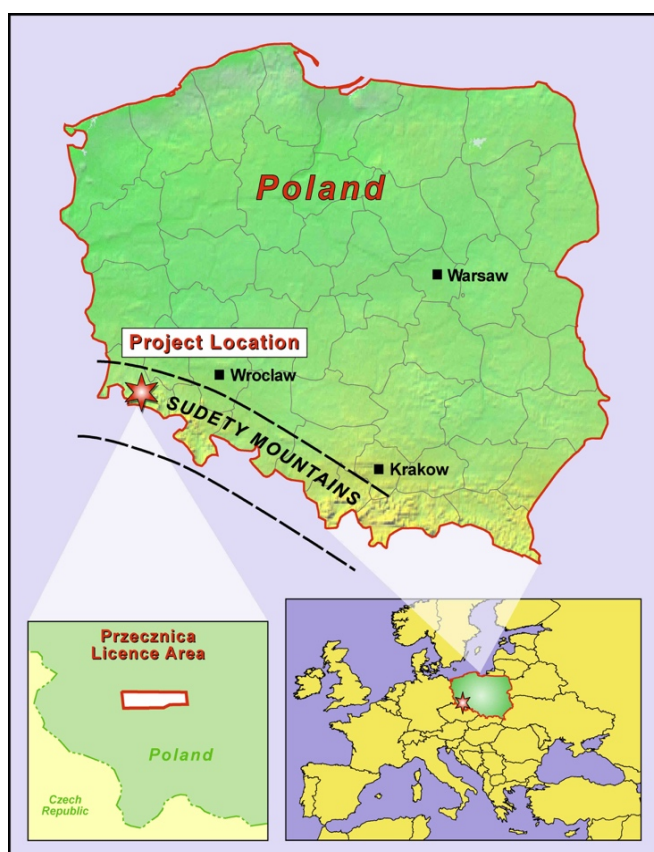 Poland
Warsaw
Project Location
Wroclaw
SUDETY MOUNTAINS
Krakow
Przecznica
Licence Area
Poland
Czech
Republic